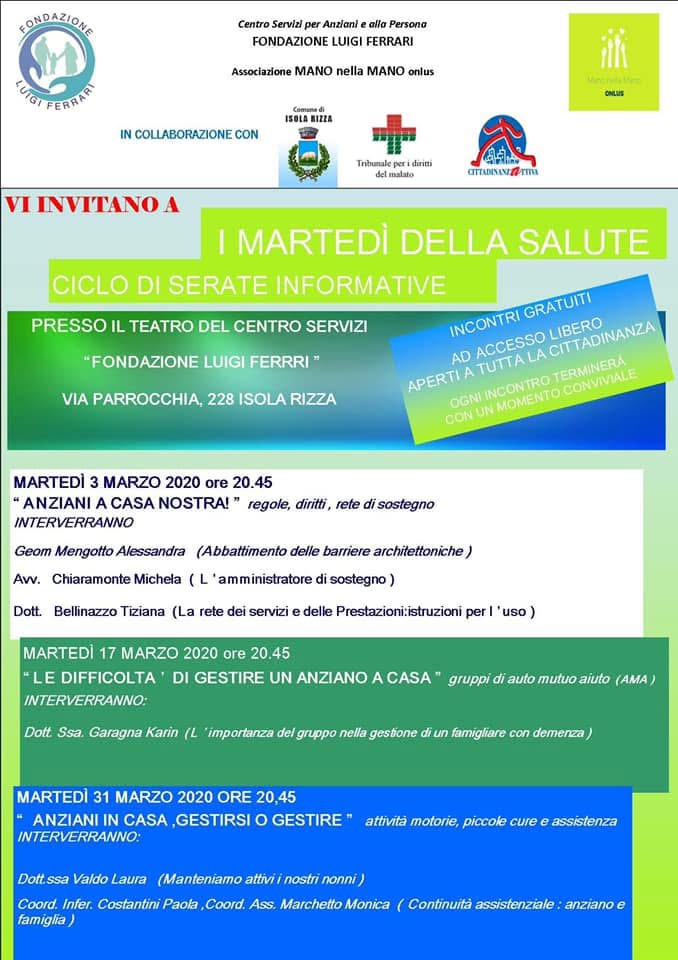 FONDAZIONE
LUIGI FERRARI
Centro Servizi per Anziani e alla Persona
FONDAZIONE LUIGI FERRARI
Associazione MANO nella MANO onlus
Mano nella Mano
ONLUS
IN COLLABORAZIONE CON
Comune di
ISOLA RIZZA
Tribunale per i diritti
del malato
CITTADINANZATTIVA
VI INVITANO A
I MARTEDÌ DELLA SALUTE
CICLO DI SERATE INFORMATIVE
PRESSO IL TEATRO DEL CENTRO SERVIZI
“FONDAZIONE LUIGI FERRRI ”
VIA PARROCCHIA, 228 ISOLA RIZZA
INCONTRI GRATUITI
AD ACCESSO LIBERO
APERTI A TUTTA LA CITTADINANZA
OGNI INCONTRO TERMINERÀ
CON UN MOMENTO CONVIVIALE
MARTEDÌ 3 MARZO 2020 ore 20.45
“ ANZIANI A CASA NOSTRA! ” regole, diritti , rete di sostegno
INTERVERRANNO
Geom Mengotto Alessandra (Abbattimento delle barriere architettoniche )
Avv. Chiaramonte Michela ( L ’amministratore di sostegno )
Dott. Bellinazzo Tiziana (La rete dei servizi e delle Prestazioni:istruzioni per l ’ uso )
MARTEDÌ 17 MARZO 2020 ore 20.45
“ LE DIFFICOLTA ’ DI GESTIRE UN ANZIANO A CASA ” gruppi di auto mutuo aiuto (AMA )
INTERVERRANNO:
Dott. Ssa. Garagna Karin (L ’importanza del gruppo nella gestione di un famigliare con demenza )
MARTEDÌ 31 MARZO 2020 ORE 20,45
“ ANZIANI IN CASA ,GESTIRSI O GESTIRE ” attività motorie, piccole cure e assistenza
INTERVERRANNO:
Dott.ssa Valdo Laura (Manteniamo attivi i nostri nonni )
Coord. Infer. Costantini Paola ,Coord. Ass. Marchetto Monica ( Continuità assistenziale : anziano e
famiglia )